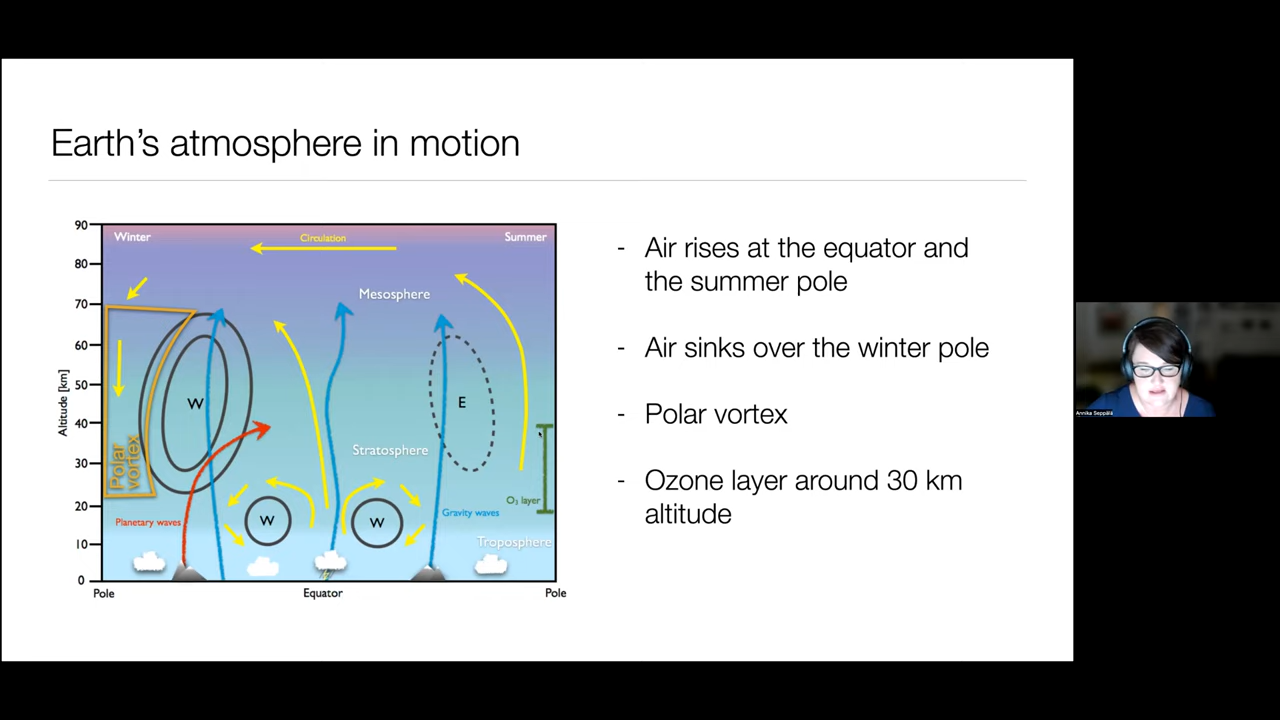 Earth's atmosphere in motion
90
80
70
60
50
40
30
20
10
0
Altitude [km]
Winter
Circulation
Summer
Mesosphere
W
E
Polar
vortex
Stratosphere
O₃ layer
Planetary waves
W
W
Gravity waves
Troposphere
Pole
Equator
Pole
- Air rises at the equator and
the summer pole
- Air sinks over the winter pole
- Polar vortex
- Ozone layer around 30 km
altitude
Annika Seppälä